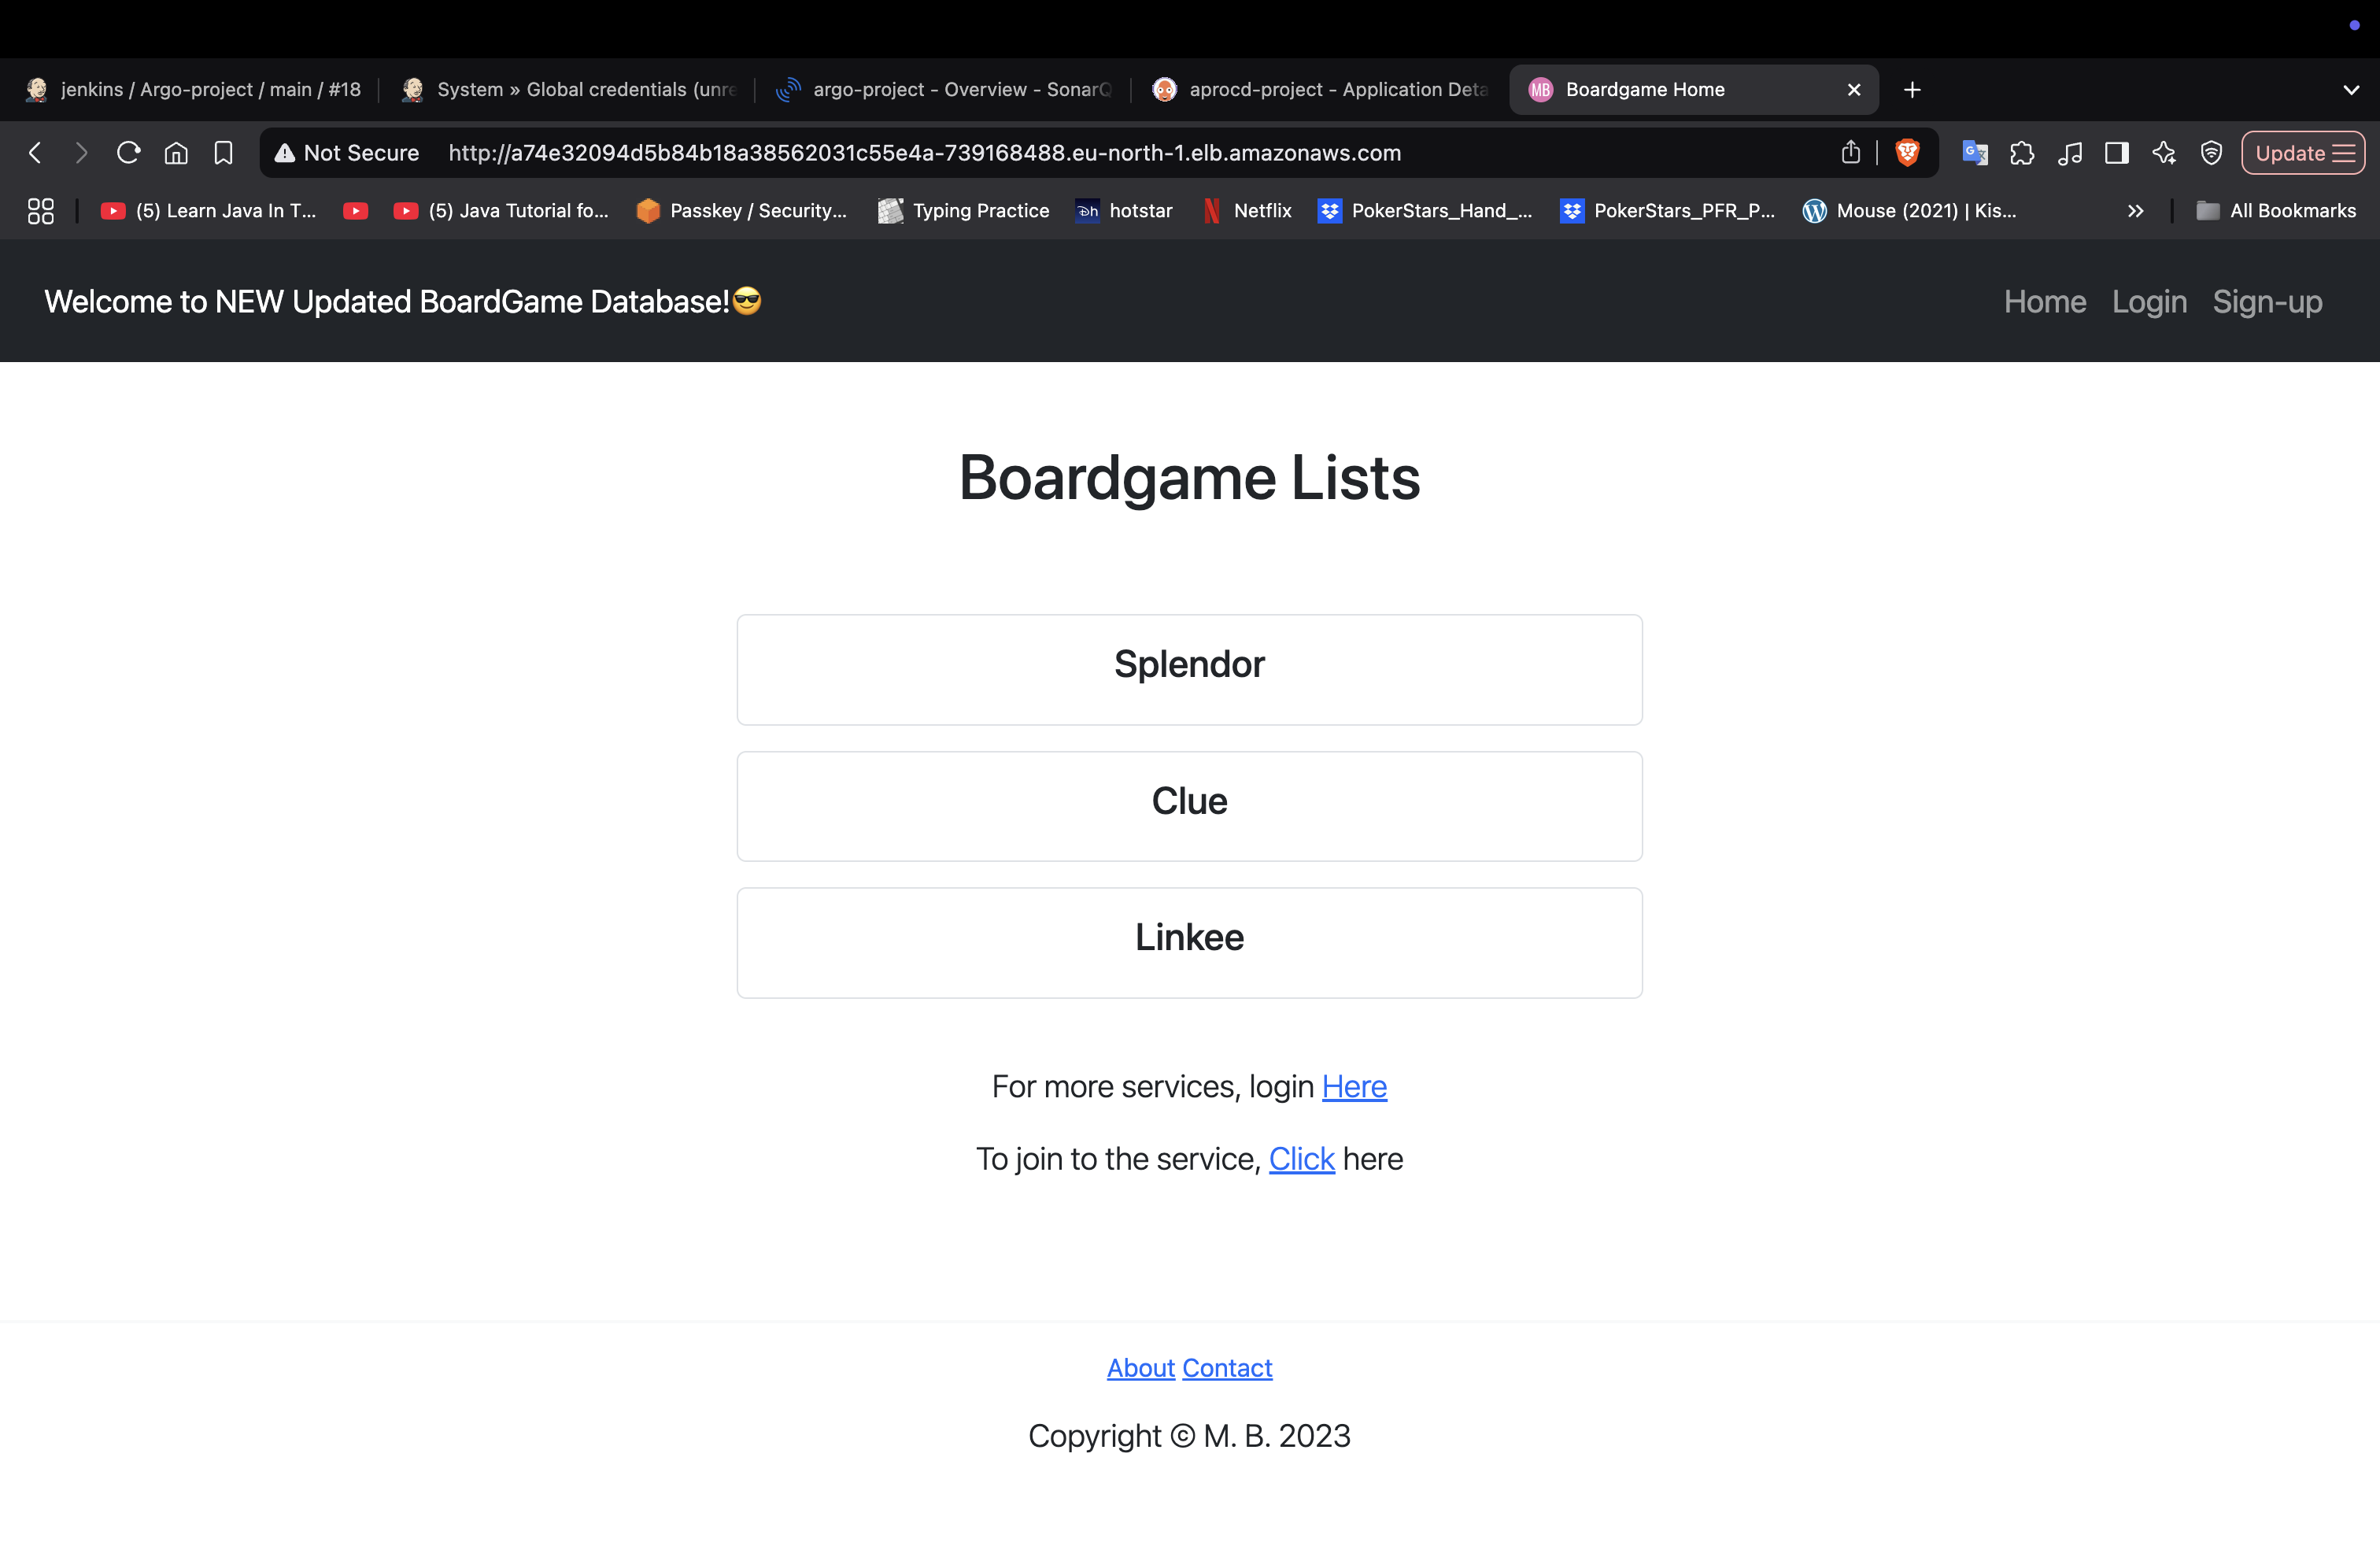 jenkins / Argo-project / main / #18
System » Global credentials (unre
argo-project - Overview - SonarQ
aprocd-project - Application Deta
MB Boardgame Home
Not Secure http://a74e32094d5b84b18a38562031c55e4a-739168488.eu-north-1.elb.amazonaws.com
Update
(5) Learn Java In T...
(5) Java Tutorial fo...
Passkey / Security...
Typing Practice
hotstar
Netflix
PokerStars_Hand_...
PokerStars_PFR_P...
Mouse (2021) | Kis...
All Bookmarks
Welcome to NEW Updated BoardGame Database!😎
Home Login Sign-up
Boardgame Lists
Splendor
Clue
Linkee
For more services, login Here
To join to the service, Click here
About Contact
Copyright © M. B. 2023